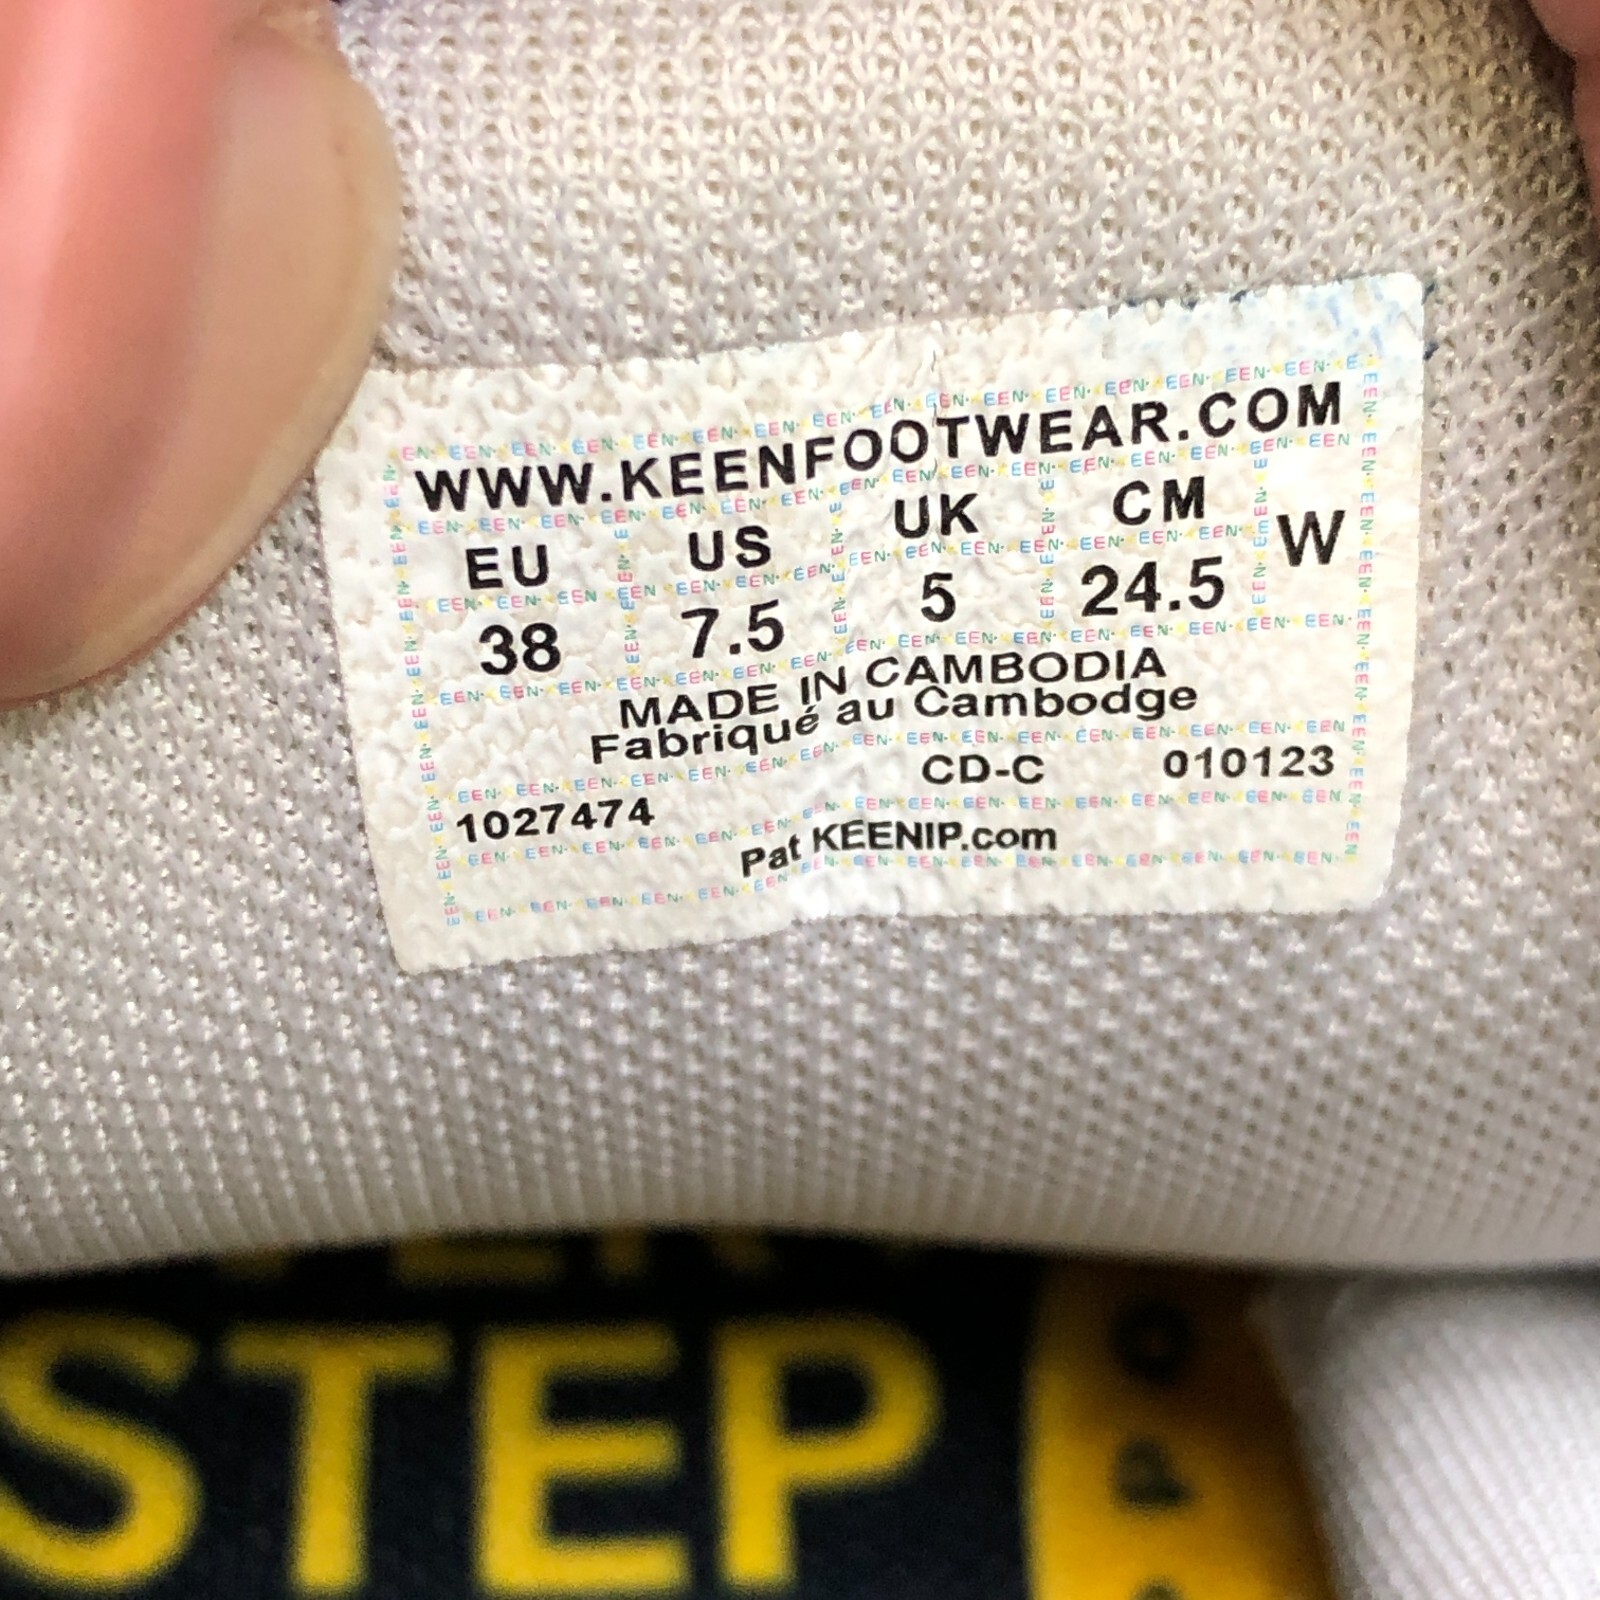 WWW.KEENFOOTWEAR.COM
EU US UK CM W
38 7.5 5 24.5
MADE IN CAMBODIA
Fabriqué au Cambodge
1027474 CD-C 010123
Pat KEENIP.com
STEP